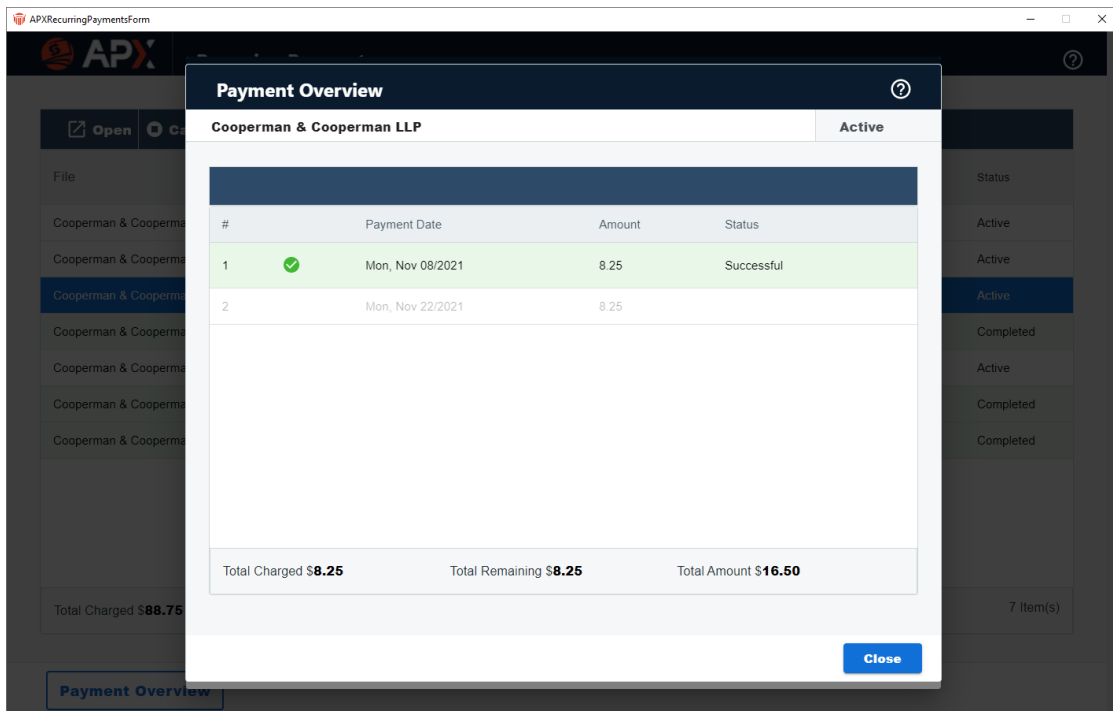 APXRecurringPaymentsForm
APX
Payment Overview
Cooperman & Cooperman LLP Active
Open
File Status
# Payment Date Amount Status
Cooperman & Cooperma Active
Cooperman & Cooperma Active
1 Mon, Nov 08/2021 8.25 Successful
Cooperman & Cooperma Active
2 Mon, Nov 22/2021 8.25
Cooperman & Cooperma Completed
Cooperman & Cooperma Active
Cooperman & Cooperma Completed
Cooperman & Cooperma Completed
Total Charged $8.25 Total Remaining $8.25 Total Amount $16.50
Total Charged $88.75 7 Item(s)
Close
Payment Overview